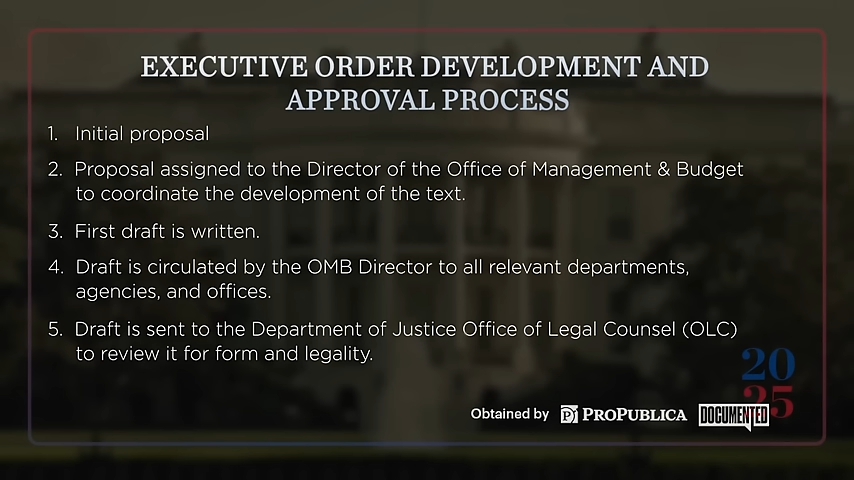 EXECUTIVE ORDER DEVELOPMENT AND
APPROVAL PROCESS
1. Initial proposal
2. Proposal assigned to the Director of the Office of Management & Budget
to coordinate the development of the text.
3. First draft is written.
4. Draft is circulated by the OMB Director to all relevant departments,
agencies, and offices.
5. Draft is sent to the Department of Justice Office of Legal Counsel (OLC)
to review it for form and legality.
20
25
Obtained by PROPUBLICA DOCUMENTED